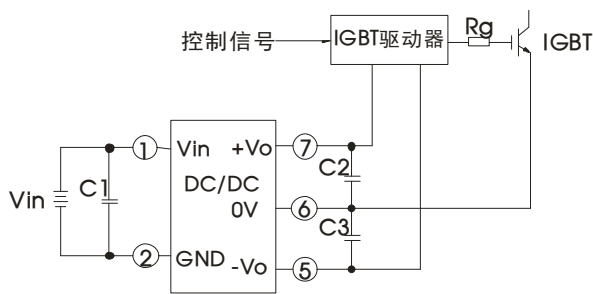 控制信号
IGBT驱动器
Rg
IGBT
1
Vin
+Vo
7
C2
Vin
C1
DC/DC
0V
6
C3
2
GND
-Vo
5